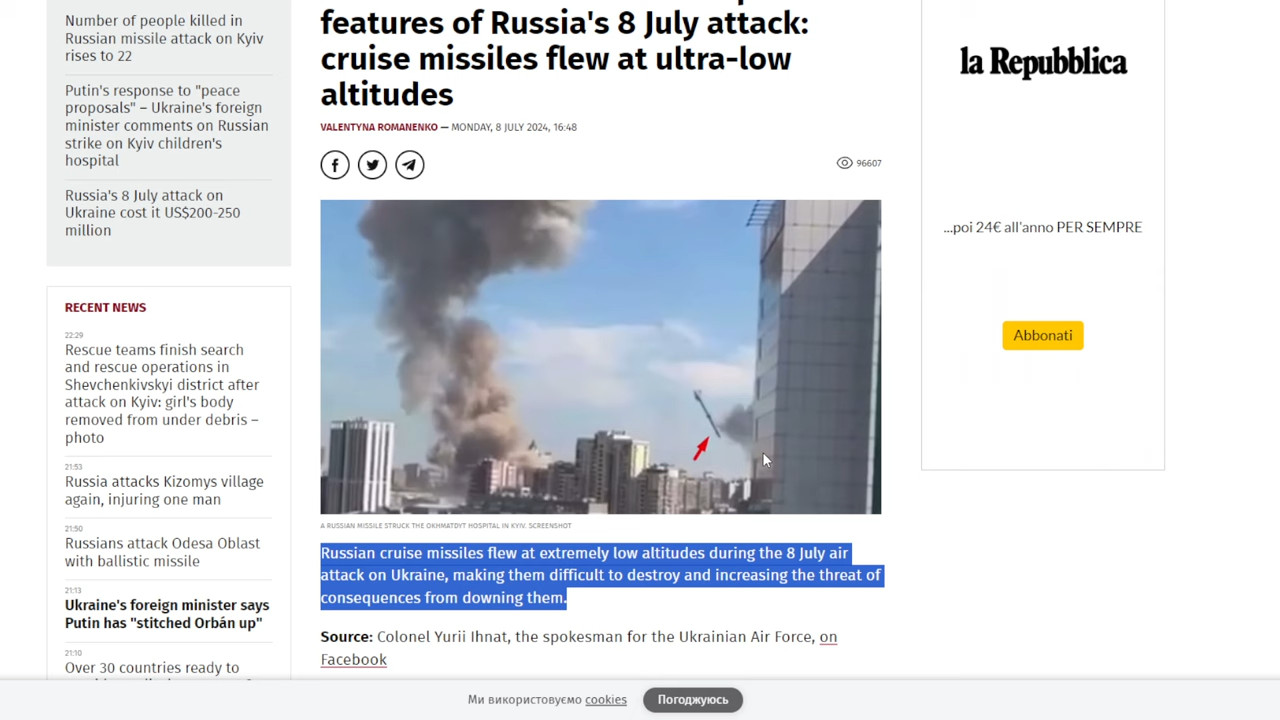 Number of people killed in
Russian missile attack on Kyiv
rises to 22
Putin's response to "peace
proposals" – Ukraine's foreign
minister comments on Russian
strike on Kyiv children's
hospital
Russia's 8 July attack on
Ukraine cost it US$200-250
million
RECENT NEWS
22:29
Rescue teams finish search
and rescue operations in
Shevchenkivskyi district after
attack on Kyiv: girl's body
removed from under debris –
photo
21:53
Russia attacks Kizomys village
again, injuring one man
21:50
Russians attack Odesa Oblast
with ballistic missile
21:13
Ukraine's foreign minister says
Putin has "stitched Orbán up"
21:10
Over 30 countries ready to
features of Russia's 8 July attack:
cruise missiles flew at ultra-low
altitudes
VALENTYNA ROMANENKO — MONDAY, 8 JULY 2024, 16:48
96607
A RUSSIAN MISSILE STRUCK THE OKHMATDYT HOSPITAL IN KYIV. SCREENSHOT
Russian cruise missiles flew at extremely low altitudes during the 8 July air
attack on Ukraine, making them difficult to destroy and increasing the threat of
consequences from downing them.
Source: Colonel Yurii Ihnat, the spokesman for the Ukrainian Air Force, on
Facebook
la Repubblica
...poi 24€ all'anno PER SEMPRE
Abbonati
Ми використовуємо cookies
Погоджуюсь